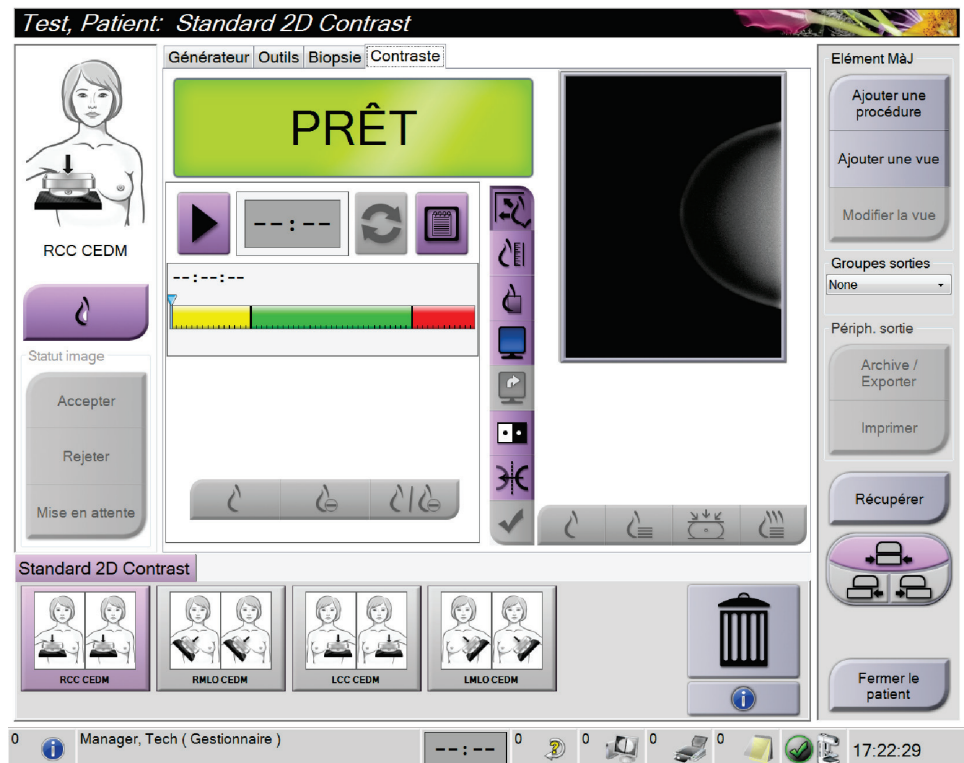 Test, Patient: Standard 2D Contrast
Générateur
Outils
Biopsie
Contraste
PRÊT
--:--
--:--:--
RCC CEDM
Statut image
Accepter
Rejeter
Mise en attente
Elément MàJ
Ajouter une
procédure
Ajouter une vue
Modifier la vue
Groupes sorties
None
Périph. sortie
Archive /
Exporter
Imprimer
Récupérer
Fermer le
patient
Standard 2D Contrast
RCC CEDM
RMLO CEDM
LCC CEDM
LMLO CEDM
0
Manager, Tech ( Gestionnaire )
--:--
0
0
0
0
17:22:29